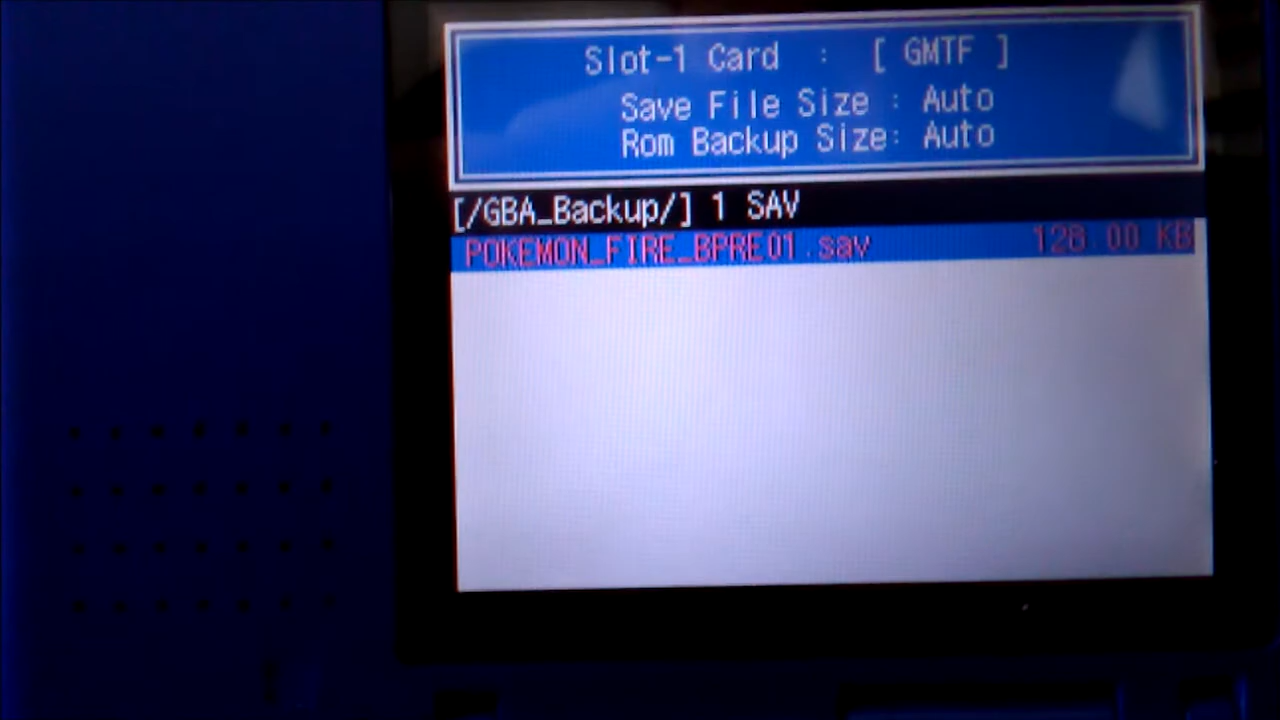 Slot-1 Card : [ GMTF ]
Save File Size : Auto
Rom Backup Size: Auto
[/GBA_Backup/] 1 SAV
POKEMON_FIRE_BPRE01.sav 128.00 KB